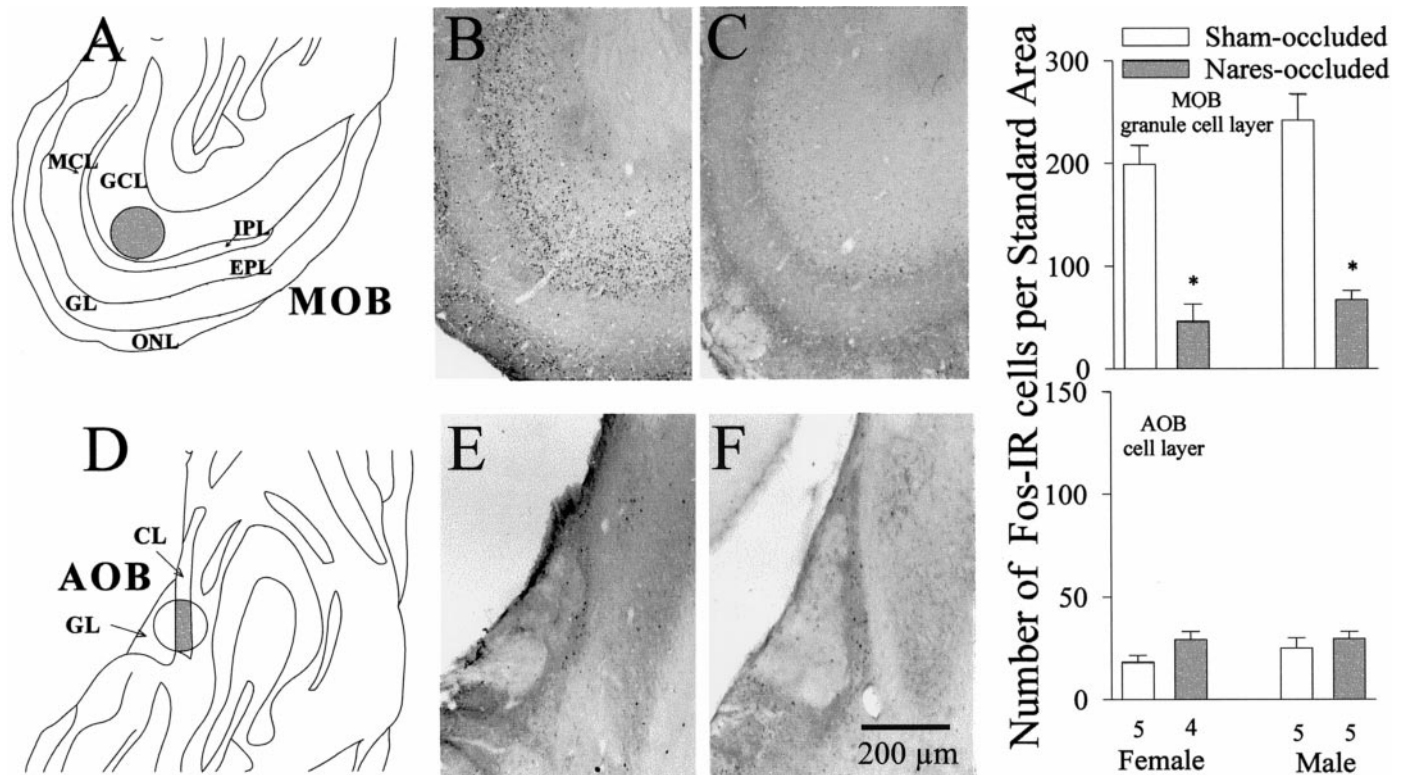 A
MCL
GCL
IPL
EPL
GL
MOB
ONL
B
C
D
CL
AOB
GL
E
F
200 µm
Number of Fos-IR cells per Standard Area
Sham-occluded
Nares-occluded
300
MOB
granule cell layer
200
100
*
*
0
150
AOB
cell layer
100
50
0
5 4 5 5
Female Male